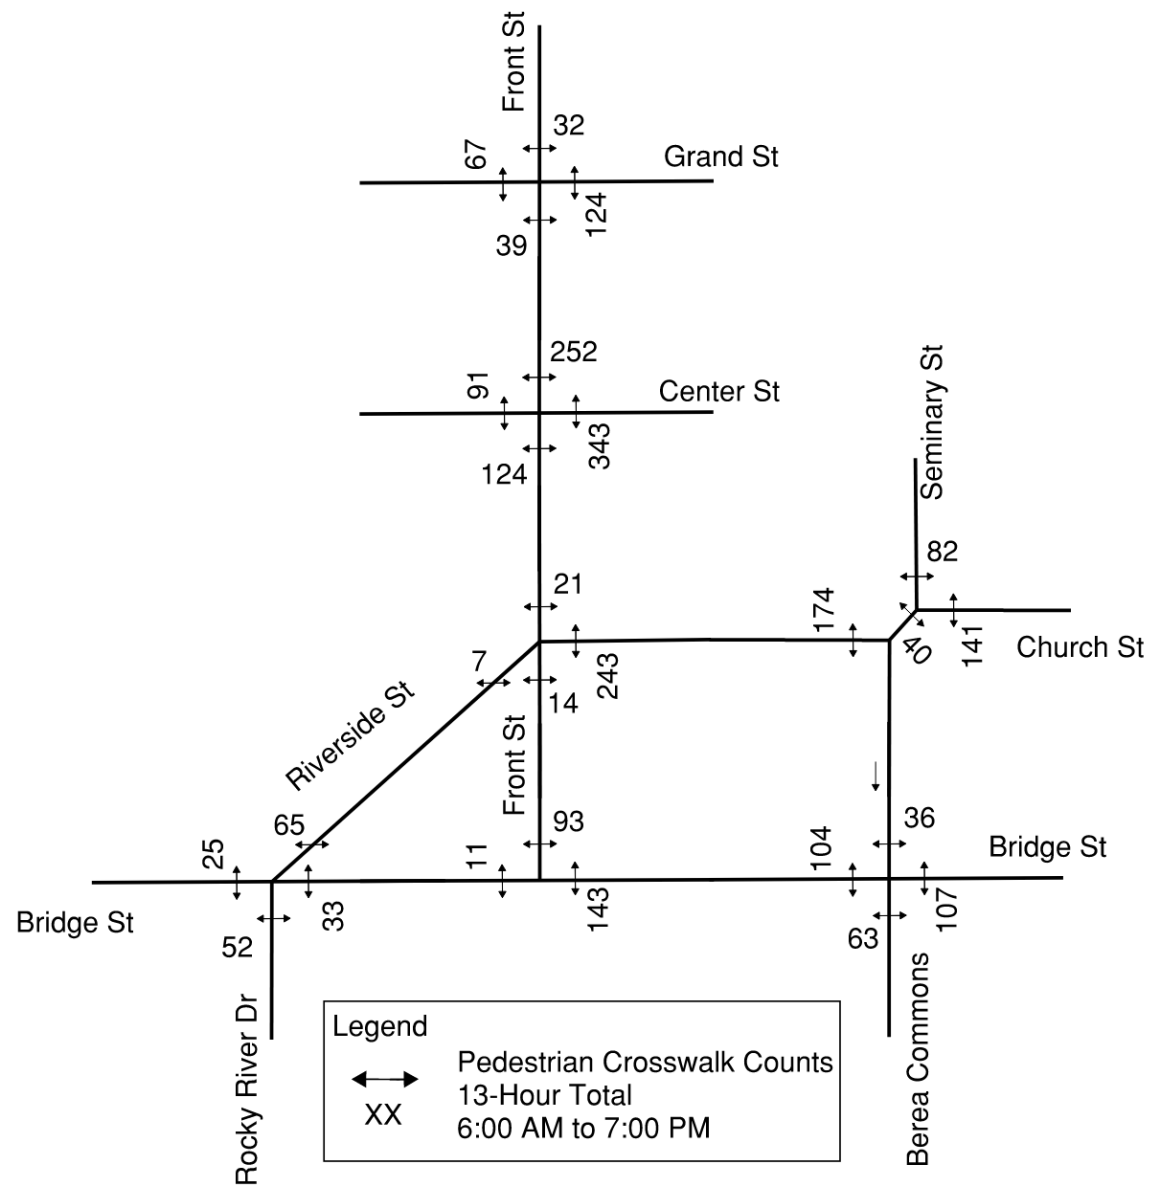 Front St
32
67
Grand St
124
39
252
91
Center St
343
124
Seminary St
82
21
174
141
40
Church St
7
243
14
Riverside St
Front St
93
36
65
25
11
104
Bridge St
33
143
107
Bridge St
52
63
Rocky River Dr
Berea Commons
Legend
XX
Pedestrian Crosswalk Counts
13-Hour Total
6:00 AM to 7:00 PM